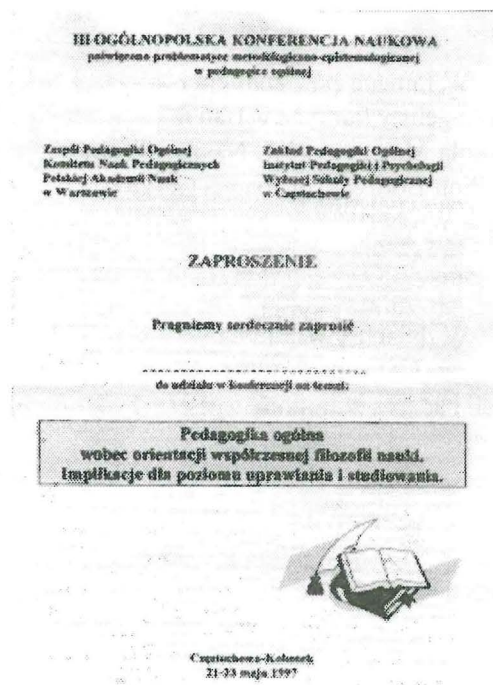 III OGÓLNOPOLSKA KONFERENCJA NAUKOWA
poświęcona problematyce metodologiczno-epistemologicznej
w pedagogice ogólnej
Zespół Pedagogiki Ogólnej
Komitetu Nauk Pedagogicznych
Polskiej Akademii Nauk
w Warszawie
Zakład Pedagogiki Ogólnej
Instytut Pedagogiki i Psychologii
Wyższej Szkoły Pedagogicznej
w Częstochowie
ZAPROSZENIE
Pragniemy serdecznie zaprosić
do udziału w konferencji na temat:
Pedagogika ogólna
wobec orientacji współczesnej filozofii nauki.
Implikacje dla poziomu uprawiania i studiowania.
Częstochowa-Kokotek
21-23 maja 1997